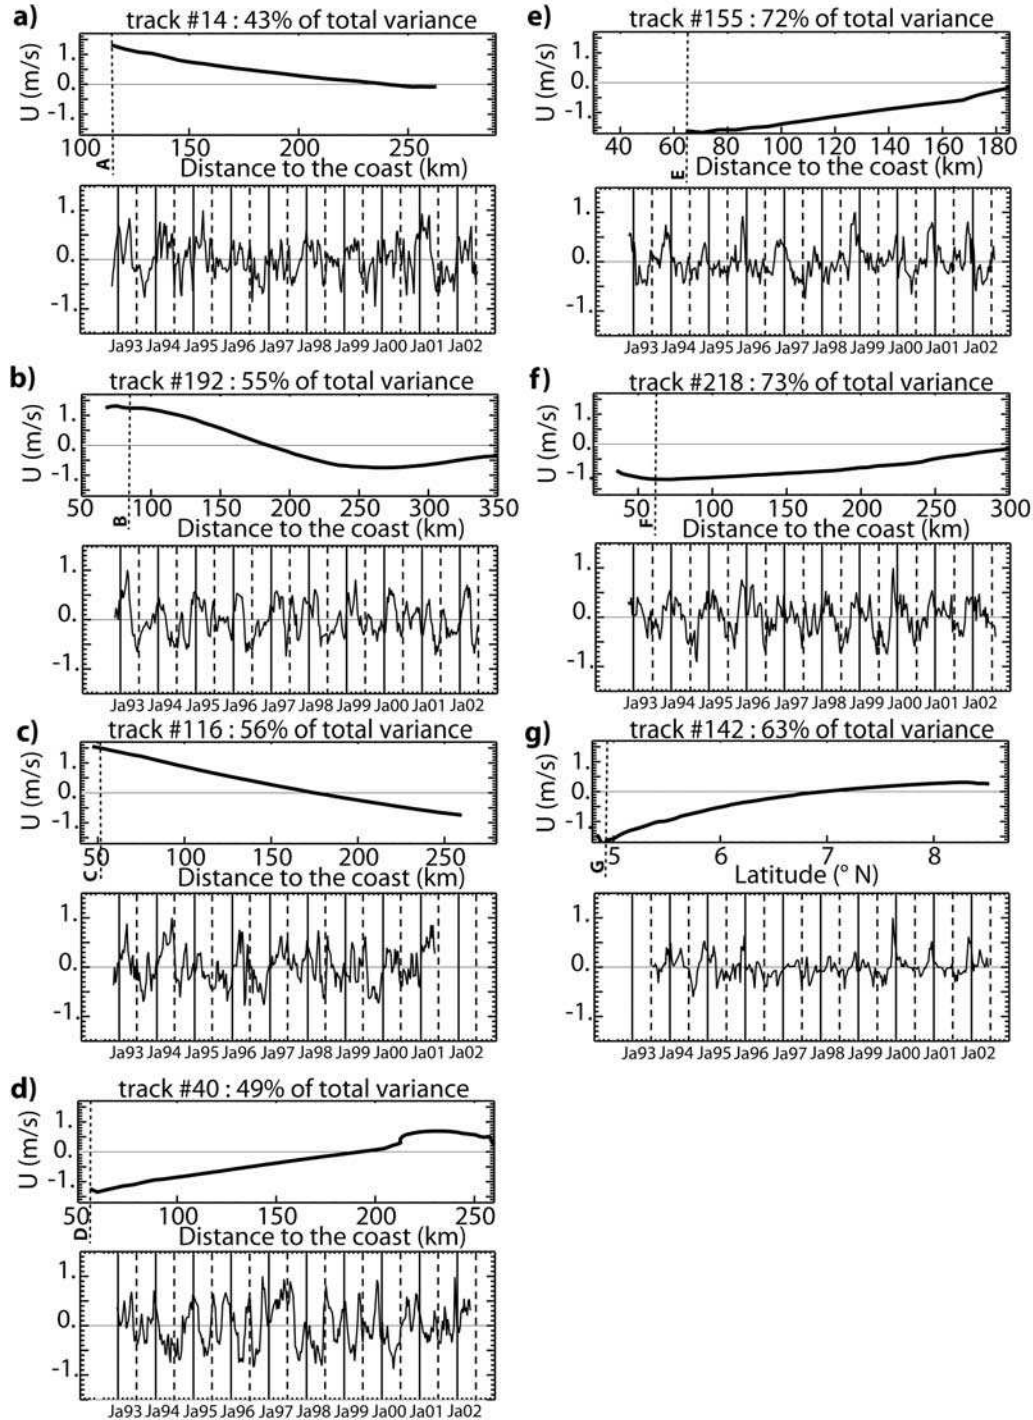 a)
track #14 : 43% of total variance
U (m/s)
1.
0.
-1.
100 150 200 250
A
Distance to the coast (km)
1.
0.
-1.
Ja93 Ja94 Ja95 Ja96 Ja97 Ja98 Ja99 Ja00 Ja01 Ja02
b)
track #192 : 55% of total variance
U (m/s)
1.
0.
-1.
50 100 150 200 250 300 350
B
Distance to the coast (km)
1.
0.
-1.
Ja93 Ja94 Ja95 Ja96 Ja97 Ja98 Ja99 Ja00 Ja01 Ja02
c)
track #116 : 56% of total variance
U (m/s)
1.
0.
-1.
50 100 150 200 250
C
Distance to the coast (km)
1.
0.
-1.
Ja93 Ja94 Ja95 Ja96 Ja97 Ja98 Ja99 Ja00 Ja01 Ja02
d)
track #40 : 49% of total variance
U (m/s)
1.
0.
-1.
50 100 150 200 250
D
Distance to the coast (km)
1.
0.
-1.
Ja93 Ja94 Ja95 Ja96 Ja97 Ja98 Ja99 Ja00 Ja01 Ja02
e)
track #155 : 72% of total variance
U (m/s)
1.
0.
-1.
40 60 80 100 120 140 160 180
E
Distance to the coast (km)
1.
0.
-1.
Ja93 Ja94 Ja95 Ja96 Ja97 Ja98 Ja99 Ja00 Ja01 Ja02
f)
track #218 : 73% of total variance
U (m/s)
1.
0.
-1.
50 100 150 200 250 300
F
Distance to the coast (km)
1.
0.
-1.
Ja93 Ja94 Ja95 Ja96 Ja97 Ja98 Ja99 Ja00 Ja01 Ja02
g)
track #142 : 63% of total variance
U (m/s)
1.
0.
-1.
5 6 7 8
G
Latitude (° N)
1.
0.
-1.
Ja93 Ja94 Ja95 Ja96 Ja97 Ja98 Ja99 Ja00 Ja01 Ja02